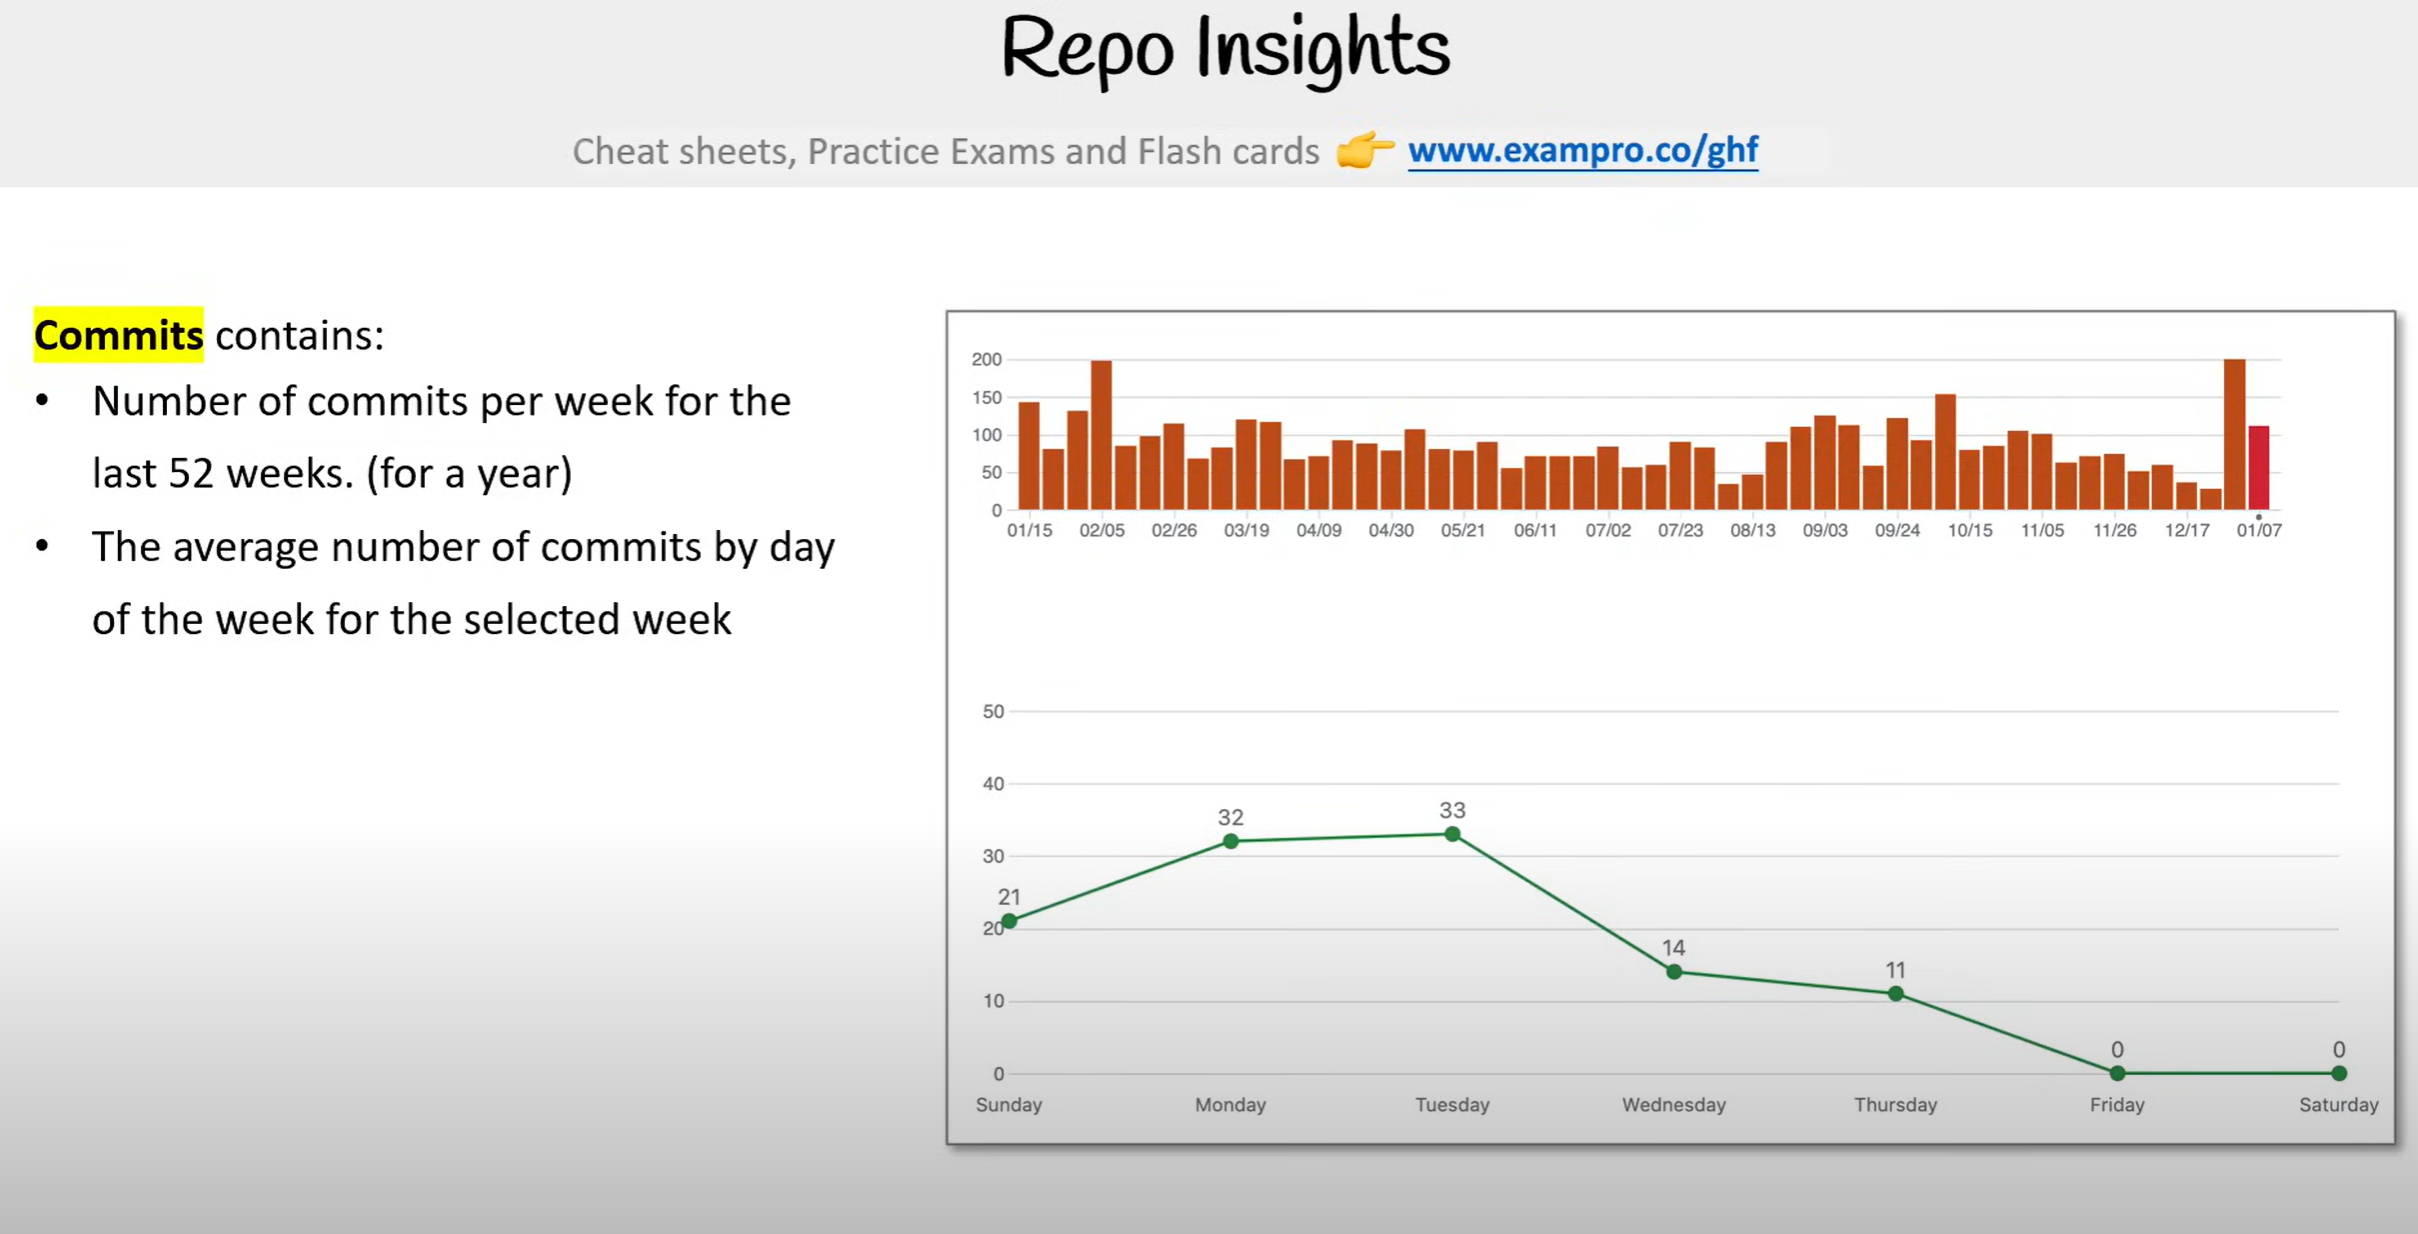 Repo Insights
Cheat sheets, Practice Exams and Flash cards 👉 www.exampro.co/ghf
Commits contains:
• Number of commits per week for the
last 52 weeks. (for a year)
• The average number of commits by day
of the week for the selected week
200
150
100
50
0
01/15 02/05 02/26 03/19 04/09 04/30 05/21 06/11 07/02 07/23 08/13 09/03 09/24 10/15 11/05 11/26 12/17 01/07
50
40
33
32
30
21
20
14
11
10
0 0
0
Sunday Monday Tuesday Wednesday Thursday Friday Saturday